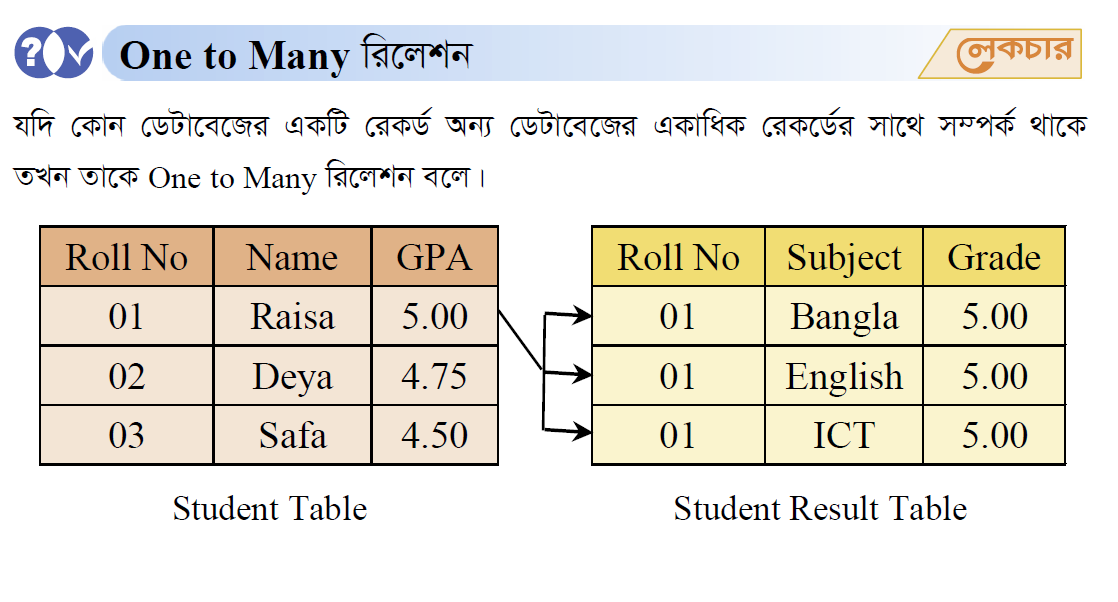 One to Many রিলেশন
লেকচার
যদি কোন ডেটাবেজের একটি রেকর্ড অন্য ডেটাবেজের একাধিক রেকর্ডের সাথে সম্পর্ক থাকে
তখন তাকে One to Many রিলেশন বলে।
Roll No Name GPA
01 Raisa 5.00
02 Deya 4.75
03 Safa 4.50
Student Table
Roll No Subject Grade
01 Bangla 5.00
01 English 5.00
01 ICT 5.00
Student Result Table